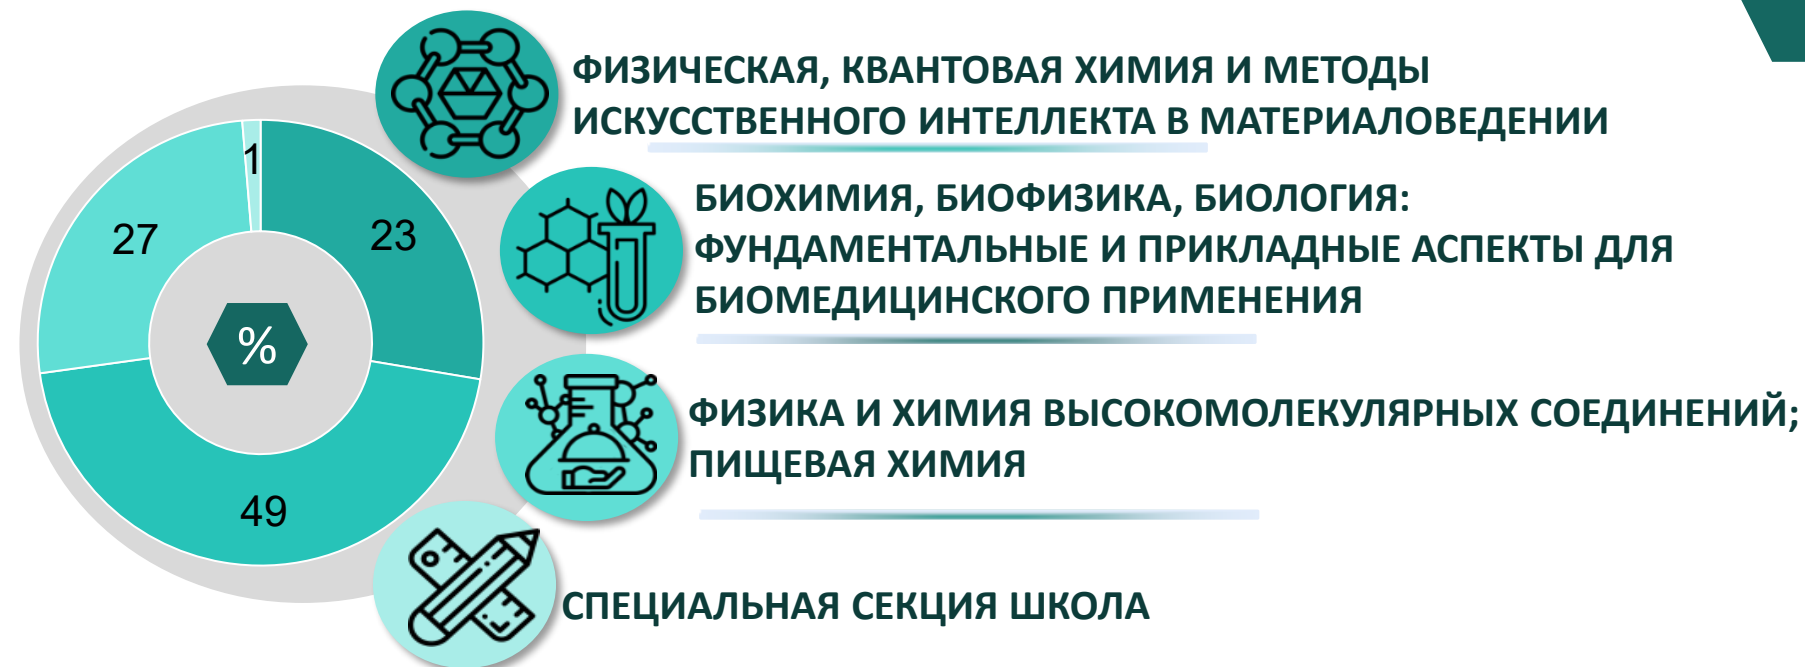 ФИЗИЧЕСКАЯ, КВАНТОВАЯ ХИМИЯ И МЕТОДЫ
ИСКУССТВЕННОГО ИНТЕЛЛЕКТА В МАТЕРИАЛОВЕДЕНИИ
БИОХИМИЯ, БИОФИЗИКА, БИОЛОГИЯ:
ФУНДАМЕНТАЛЬНЫЕ И ПРИКЛАДНЫЕ АСПЕКТЫ ДЛЯ
БИОМЕДИЦИНСКОГО ПРИМЕНЕНИЯ
ФИЗИКА И ХИМИЯ ВЫСОКОМОЛЕКУЛЯРНЫХ СОЕДИНЕНИЙ;
ПИЩЕВАЯ ХИМИЯ
СПЕЦИАЛЬНАЯ СЕКЦИЯ ШКОЛА
1
27
23
%
49